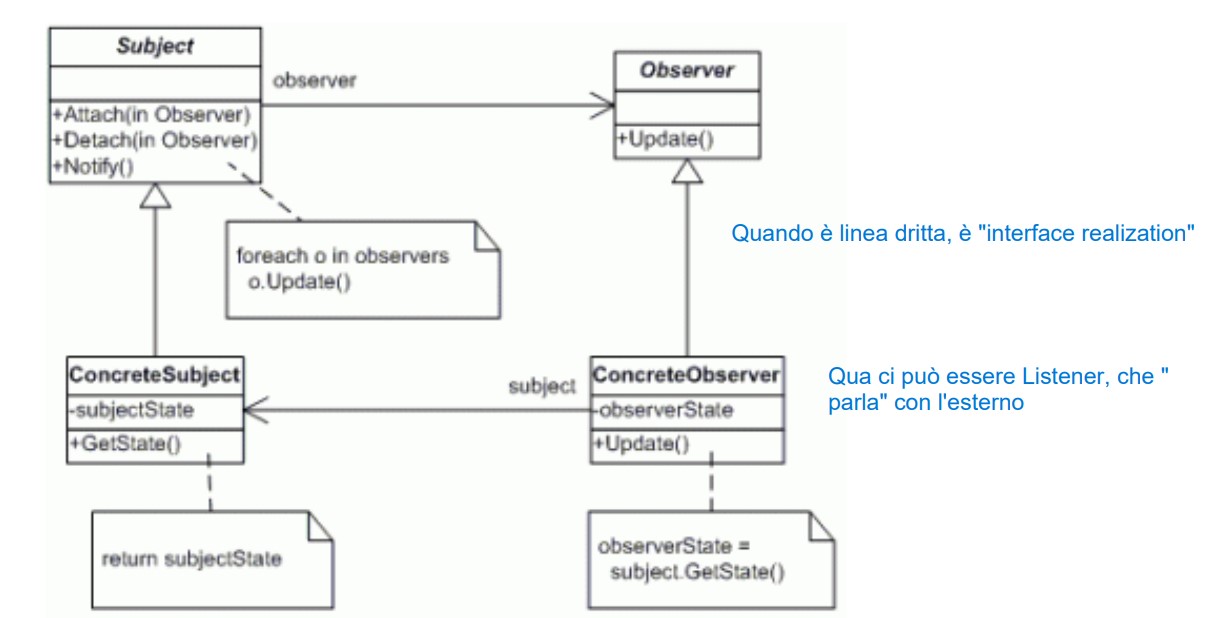 Subject
+Attach(in Observer)
+Detach(in Observer)
+Notify()
observer
Observer
+Update()
foreach o in observers
o.Update()
Quando è linea dritta, è "interface realization"
ConcreteSubject
-subjectState
+GetState()
subject
ConcreteObserver
-observerState
+Update()
Qua ci può essere Listener, che "
parla" con l'esterno
return subjectState
observerState =
subject.GetState()